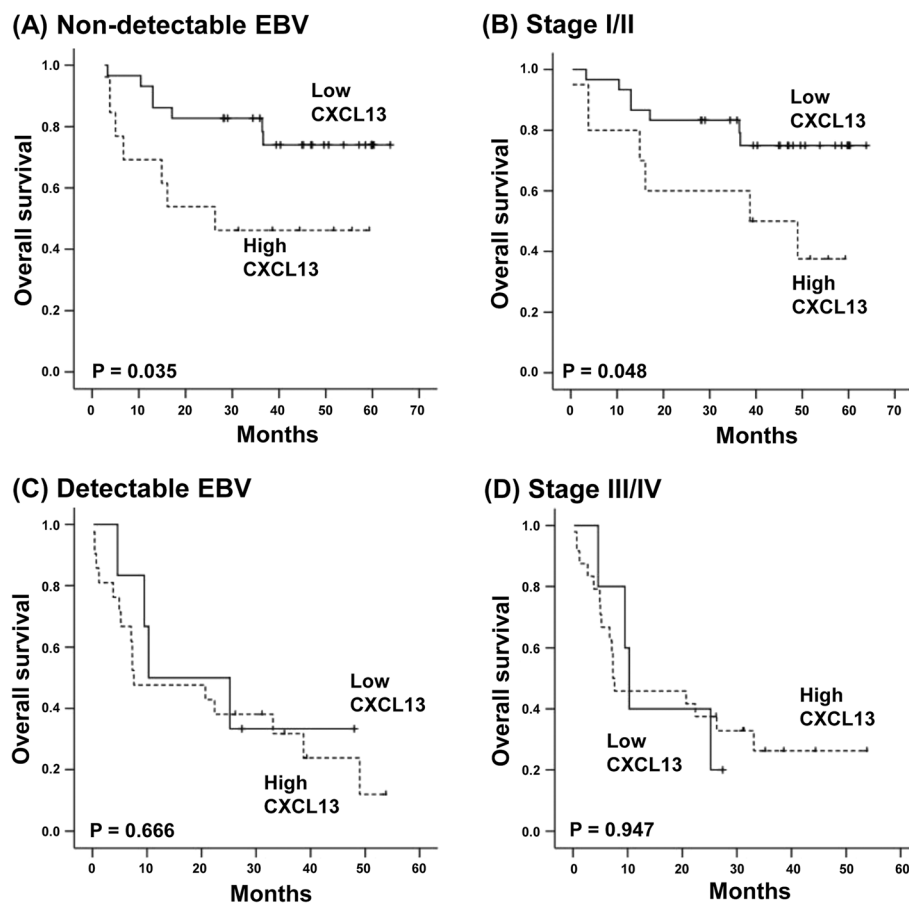 (A) Non-detectable EBV
Overall survival
1.0
0.8
0.6
0.4
0.2
0.0
Low
CXCL13
High
CXCL13
P = 0.035
0 10 20 30 40 50 60 70
Months
(B) Stage I/II
Overall survival
1.0
0.8
0.6
0.4
0.2
0.0
Low
CXCL13
High
CXCL13
P = 0.048
0 10 20 30 40 50 60 70
Months
(C) Detectable EBV
Overall survival
1.0
0.8
0.6
0.4
0.2
0.0
Low
CXCL13
High
CXCL13
P = 0.666
0 10 20 30 40 50 60
Months
(D) Stage III/IV
Overall survival
1.0
0.8
0.6
0.4
0.2
0.0
High
CXCL13
Low
CXCL13
P = 0.947
0 10 20 30 40 50 60
Months